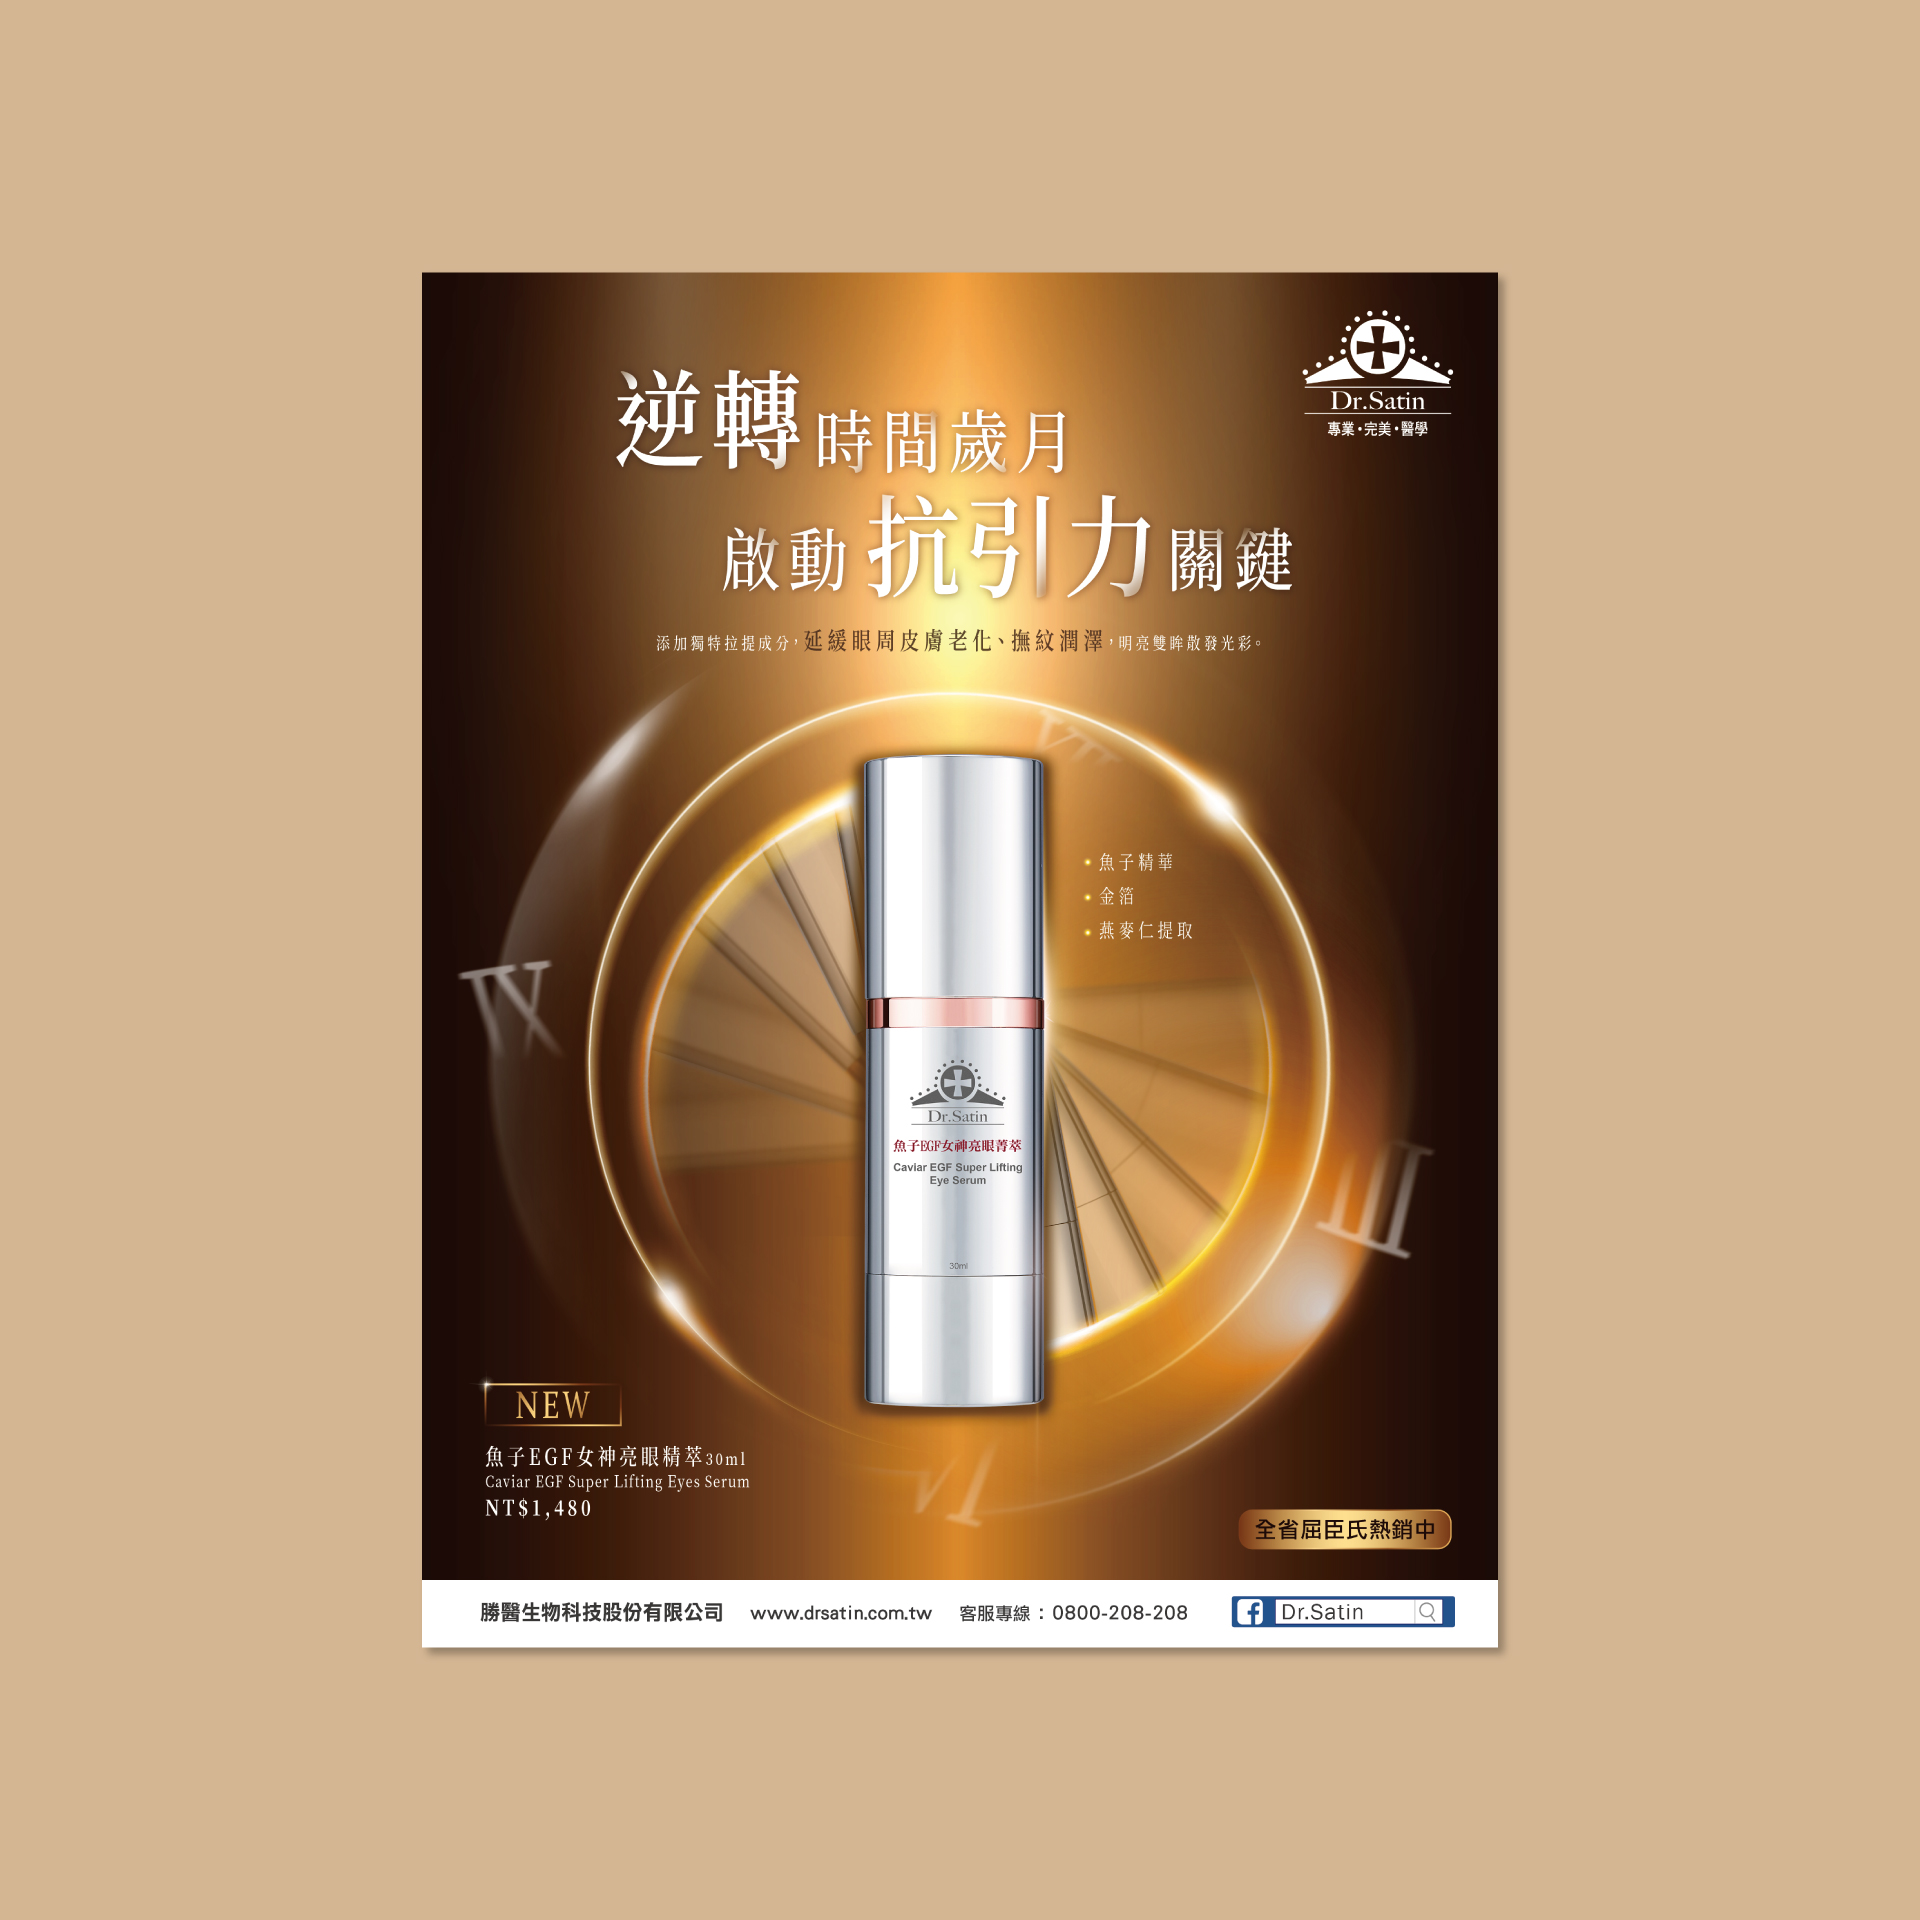 Dr.Satin
專業•完美•醫學
逆轉時間歲月
啟動抗引力關鍵
添加獨特拉提成分，延緩眼周皮膚老化、撫紋潤澤，明亮雙眸散發光彩。
VII
• 魚子精華
• 金箔
• 燕麥仁提取
IX
III
Dr.Satin
魚子EGF女神亮眼菁萃
Caviar EGF Super Lifting
Eye Serum
30ml
VI
NEW
魚子EGF女神亮眼精萃30ml
Caviar EGF Super Lifting Eyes Serum
NT$1,480
全省屈臣氏熱銷中
勝醫生物科技股份有限公司 www.drsatin.com.tw 客服專線：0800-208-208 f Dr.Satin